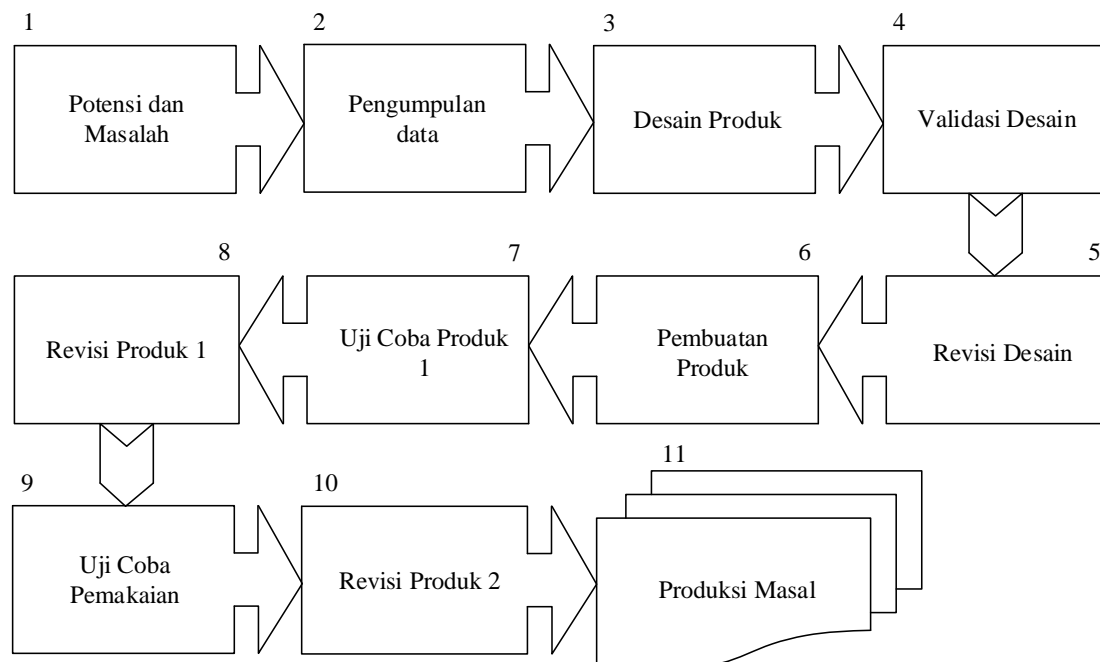 1
Potensi dan
Masalah
2
Pengumpulan
data
3
Desain Produk
4
Validasi Desain
5
Revisi Desain
6
Pembuatan
Produk
7
Uji Coba Produk
1
8
Revisi Produk 1
9
Uji Coba
Pemakaian
10
Revisi Produk 2
11
Produksi Masal